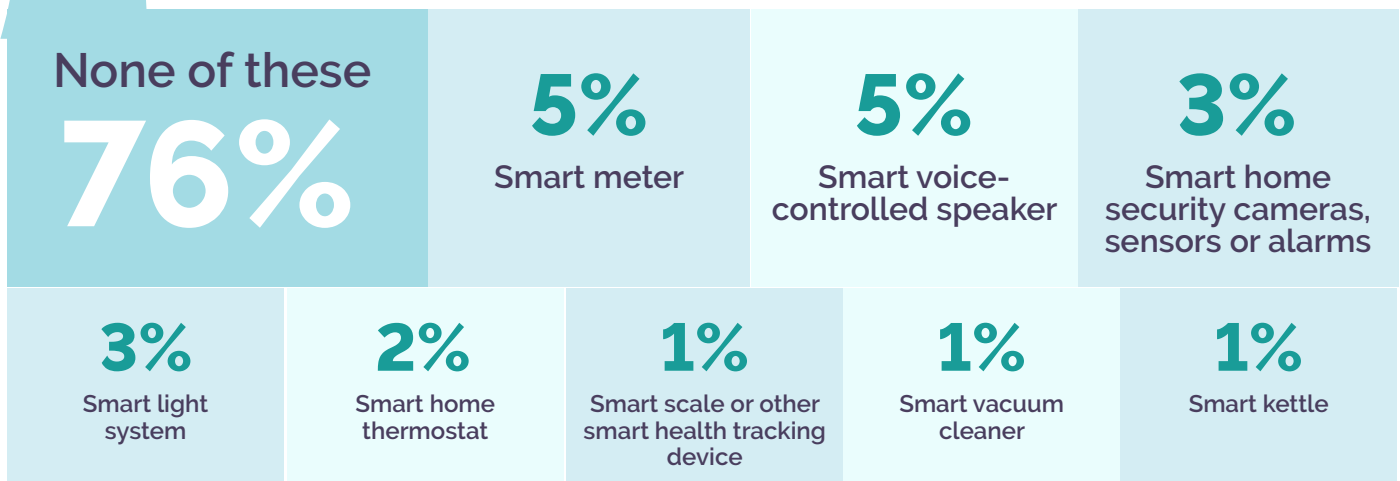 None of these
76%
5%
Smart meter
5%
Smart voice-
controlled speaker
3%
Smart home
security cameras,
sensors or alarms
3%
Smart light
system
2%
Smart home
thermostat
1%
Smart scale or other
smart health tracking
device
1%
Smart vacuum
cleaner
1%
Smart kettle